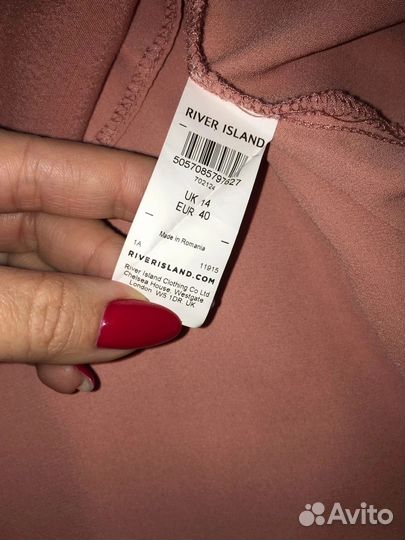 RIVER ISLAND
5057085797827
702124
UK 14
EUR 40
Made in Romania
1A 11915
RIVERISLAND.COM
River Island Clothing Co Ltd
Chelsea House, Westgate
London, W5 1DR, UK
Avito